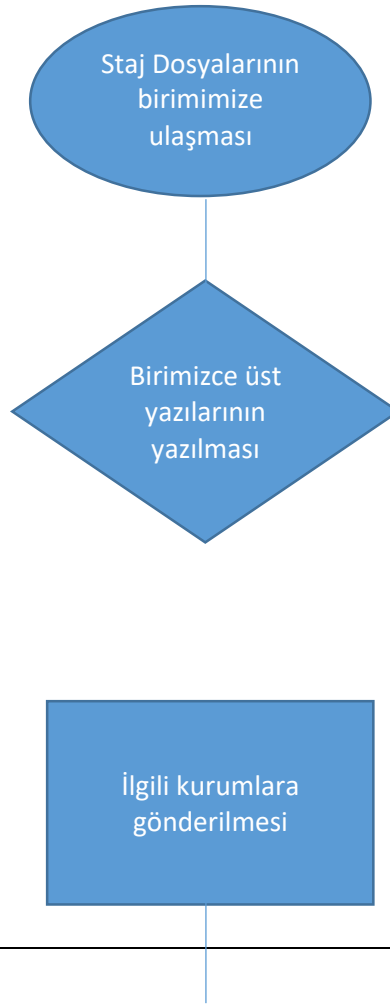 Staj Dosyalarının
birimimize
ulaşması
Birimizce üst
yazılarının
yazılması
İlgili kurumlara
gönderilmesi